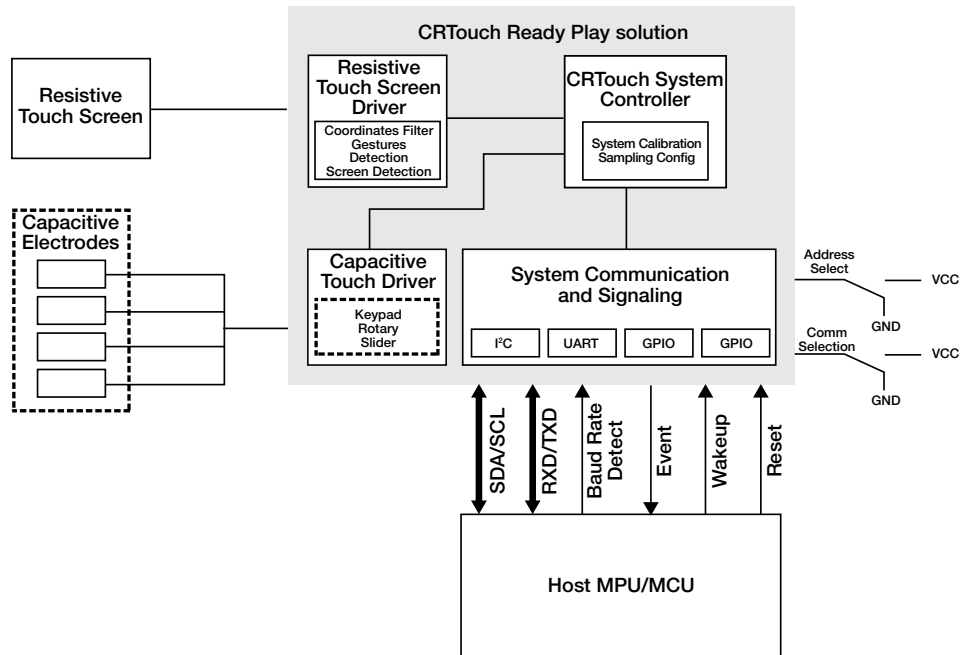 CRTouch Ready Play solution
Resistive
Touch Screen
Resistive
Touch Screen
Driver
Coordinates Filter
Gestures
Detection
Screen Detection
CRTouch System
Controller
System Calibration
Sampling Config
Capacitive
Electrodes
Capacitive
Touch Driver
Keypad
Rotary
Slider
System Communication
and Signaling
I²C
UART
GPIO
GPIO
Address
Select
VCC
GND
Comm
Selection
VCC
GND
SDA/SCL
RXD/TXD
Baud Rate
Detect
Event
Wakeup
Reset
Host MPU/MCU